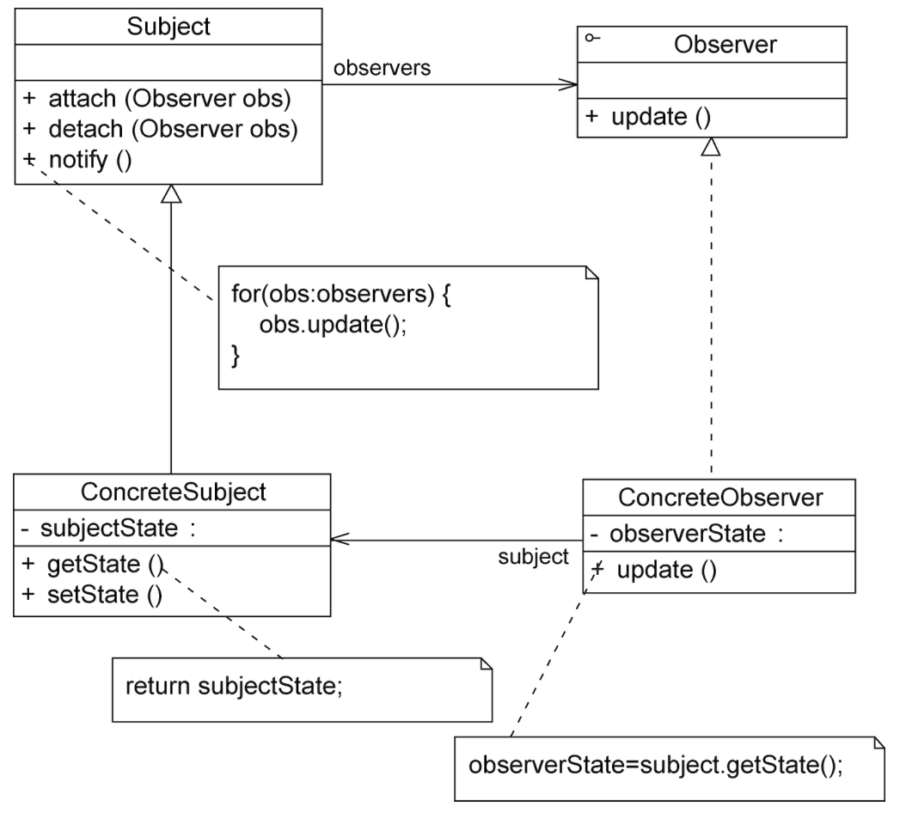 Subject
+ attach (Observer obs)
+ detach (Observer obs)
+ notify ()
observers
Observer
+ update ()
for(obs:observers) {
obs.update();
}
ConcreteSubject
- subjectState :
+ getState ()
+ setState ()
subject
ConcreteObserver
- observerState :
+ update ()
return subjectState;
observerState=subject.getState();